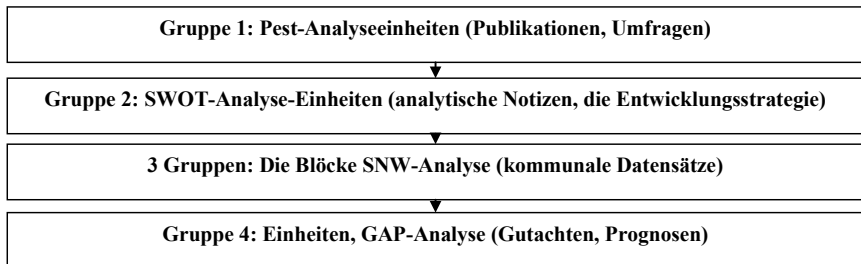 Gruppe 1: Pest-Analyseeinheiten (Publikationen, Umfragen)
Gruppe 2: SWOT-Analyse-Einheiten (analytische Notizen, die Entwicklungsstrategie)
3 Gruppen: Die Blöcke SNW-Analyse (kommunale Datensätze)
Gruppe 4: Einheiten, GAP-Analyse (Gutachten, Prognosen)